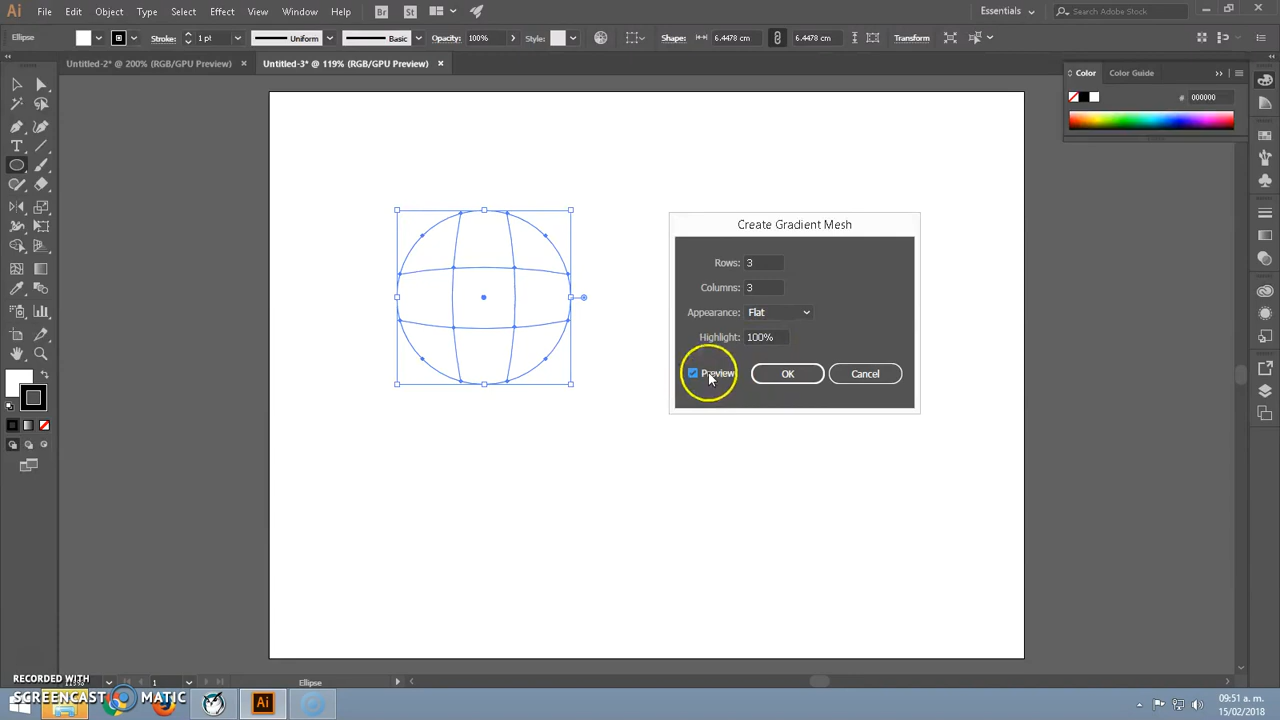 Ai File Edit Object Type Select Effect View Window Help Br St Essentials Search Adobe Stock
Ellipse Stroke: 1 pt Uniform Basic Opacity: 100% Style: Shape: 6.4478 cm 6.4478 cm Transform
Untitled-2* @ 200% (RGB/GPU Preview) × Untitled-3* @ 119% (RGB/GPU Preview) ×
Color Color Guide
# 000000
Create Gradient Mesh
Rows: 3
Columns: 3
Appearance: Flat
Highlight: 100%
Preview OK Cancel
1 Ellipse
RECORDED WITH
SCREENCAST MATIC
Ai
09:51 a. m.
15/02/2018